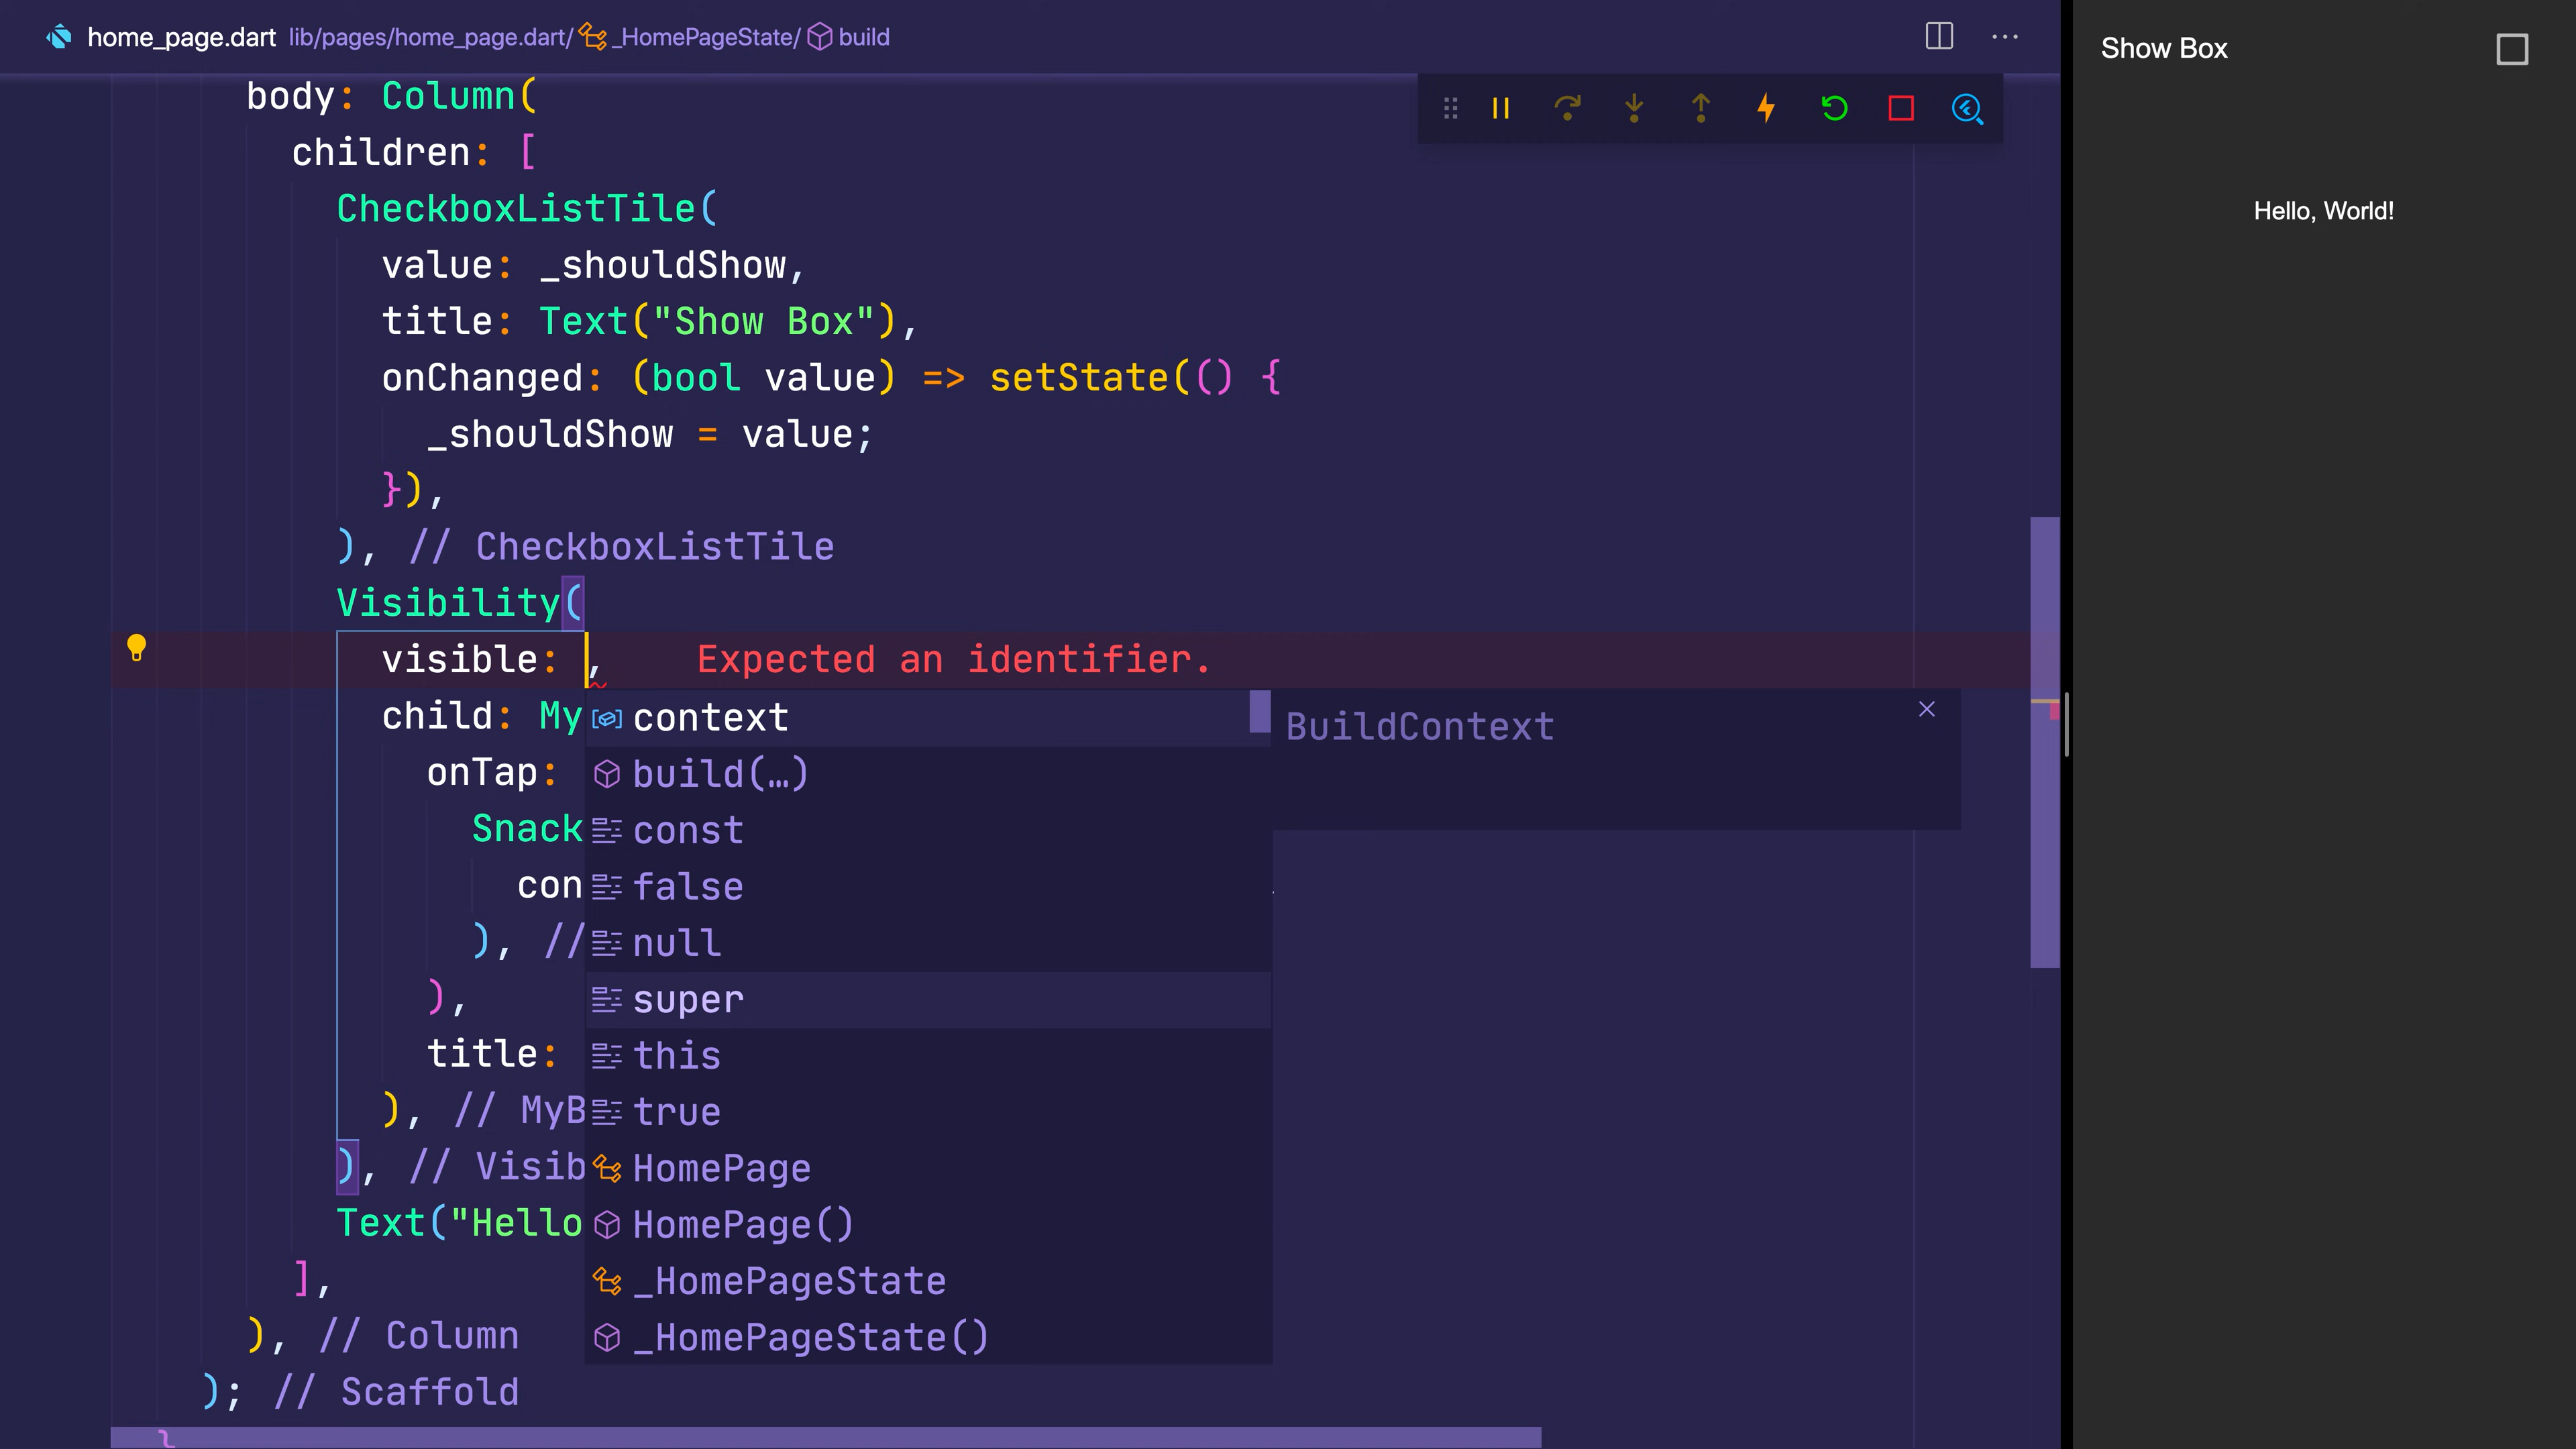 home_page.dart lib/pages/home_page.dart/ _HomePageState/ build
body: Column(
children: [
CheckboxListTile(
value: _shouldShow,
title: Text("Show Box"),
onChanged: (bool value) => setState(() {
_shouldShow = value;
}),
), // CheckboxListTile
Visibility(
visible: , Expected an identifier.
child: My
onTap:
Snack
con
), //
),
title:
), // MyB
), // Visib
Text("Hello
],
), // Column
); // Scaffold
}
context
build(…)
const
false
null
super
this
true
HomePage
HomePage()
_HomePageState
_HomePageState()
BuildContext
Show Box
Hello, World!